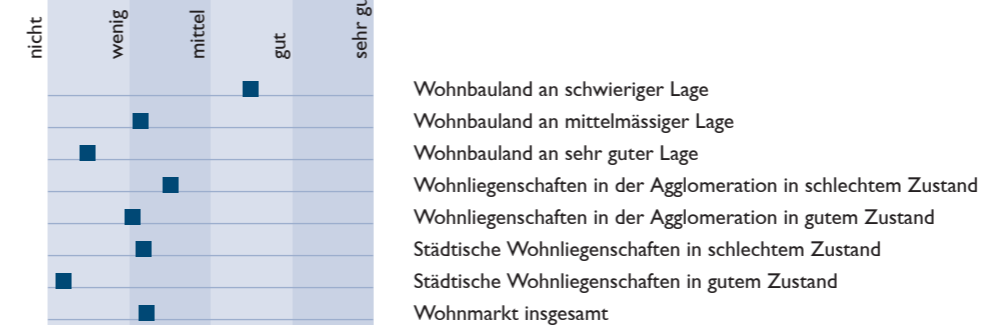 nicht
wenig
mittel
gut
sehr
Wohnbauland an schwieriger Lage
Wohnbauland an mittelmässiger Lage
Wohnbauland an sehr guter Lage
Wohnliegenschaften in der Agglomeration in schlechtem Zustand
Wohnliegenschaften in der Agglomeration in gutem Zustand
Städtische Wohnliegenschaften in schlechtem Zustand
Städtische Wohnliegenschaften in gutem Zustand
Wohnmarkt insgesamt